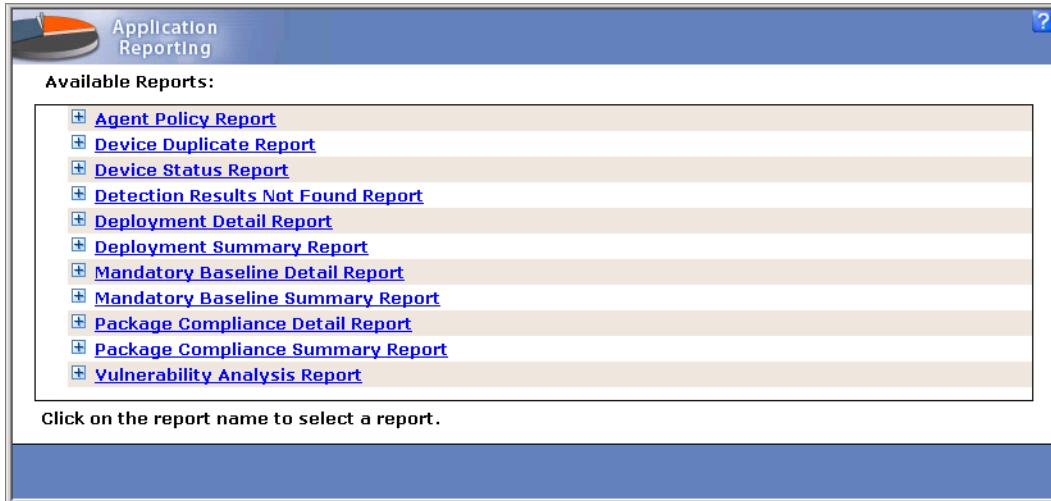 Application
Reporting
?
Available Reports:
Agent Policy Report
Device Duplicate Report
Device Status Report
Detection Results Not Found Report
Deployment Detail Report
Deployment Summary Report
Mandatory Baseline Detail Report
Mandatory Baseline Summary Report
Package Compliance Detail Report
Package Compliance Summary Report
Vulnerability Analysis Report
Click on the report name to select a report.